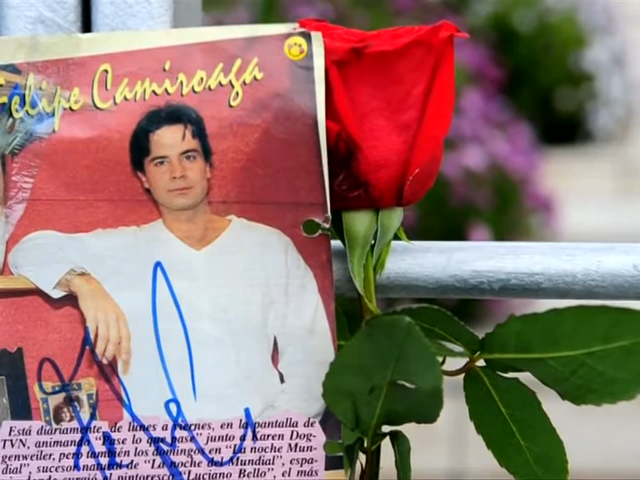 Felipe Camiroaga
Está diariamente, de lunes a viernes, en la pantalla de
TVN, animando "Pase lo que pase" junto a Karen Dog-
genweiler, pero también los domingos en "La noche Mun-
dial", sucesor natural de "La noche del Mundial", espa-
surgió el pintoresco "Luciano Bello", el más